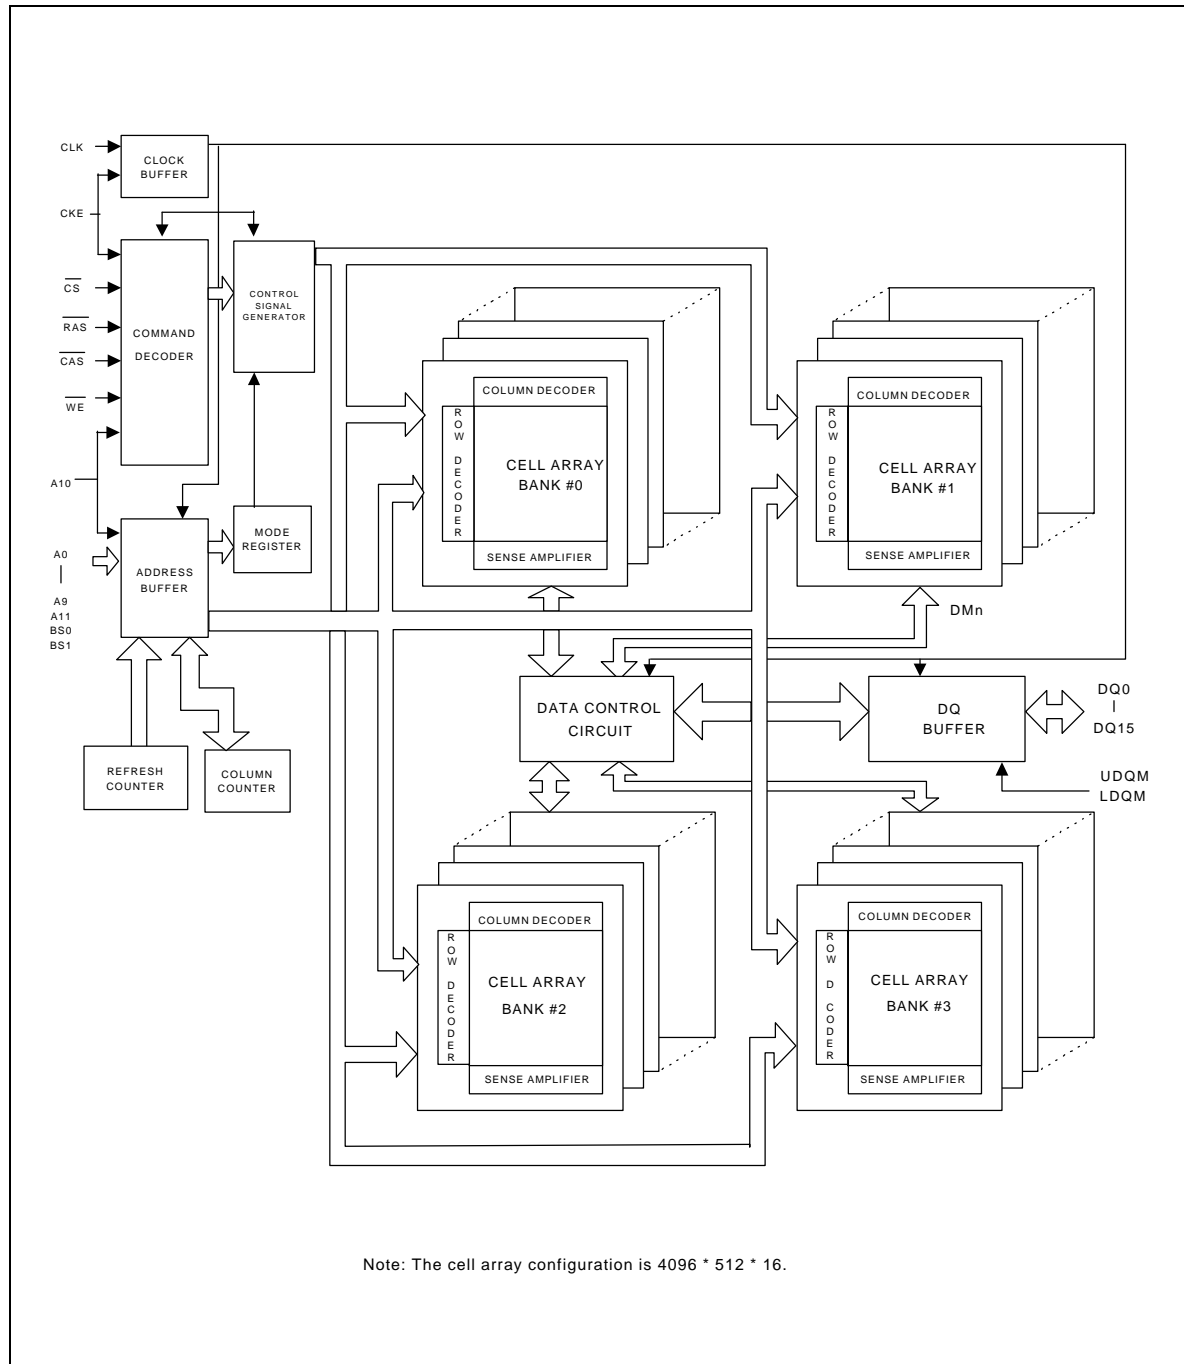 CLK
CLOCK
BUFFER
CKE
CS
RAS
CAS
WE
COMMAND
DECODER
CONTROL
SIGNAL
GENERATOR
A10
A0
A9
A11
BS0
BS1
ADDRESS
BUFFER
MODE
REGISTER
REFRESH
COUNTER
COLUMN
COUNTER
COLUMN DECODER
ROW DECODER
CELL ARRAY
BANK #0
SENSE AMPLIFIER
COLUMN DECODER
ROW DECODER
CELL ARRAY
BANK #1
SENSE AMPLIFIER
DMn
DATA CONTROL
CIRCUIT
DQ
BUFFER
DQ0
DQ15
UDQM
LDQM
COLUMN DECODER
ROW DECODER
CELL ARRAY
BANK #2
SENSE AMPLIFIER
COLUMN DECODER
ROW D CODER
CELL ARRAY
BANK #3
SENSE AMPLIFIER
Note: The cell array configuration is 4096 * 512 * 16.